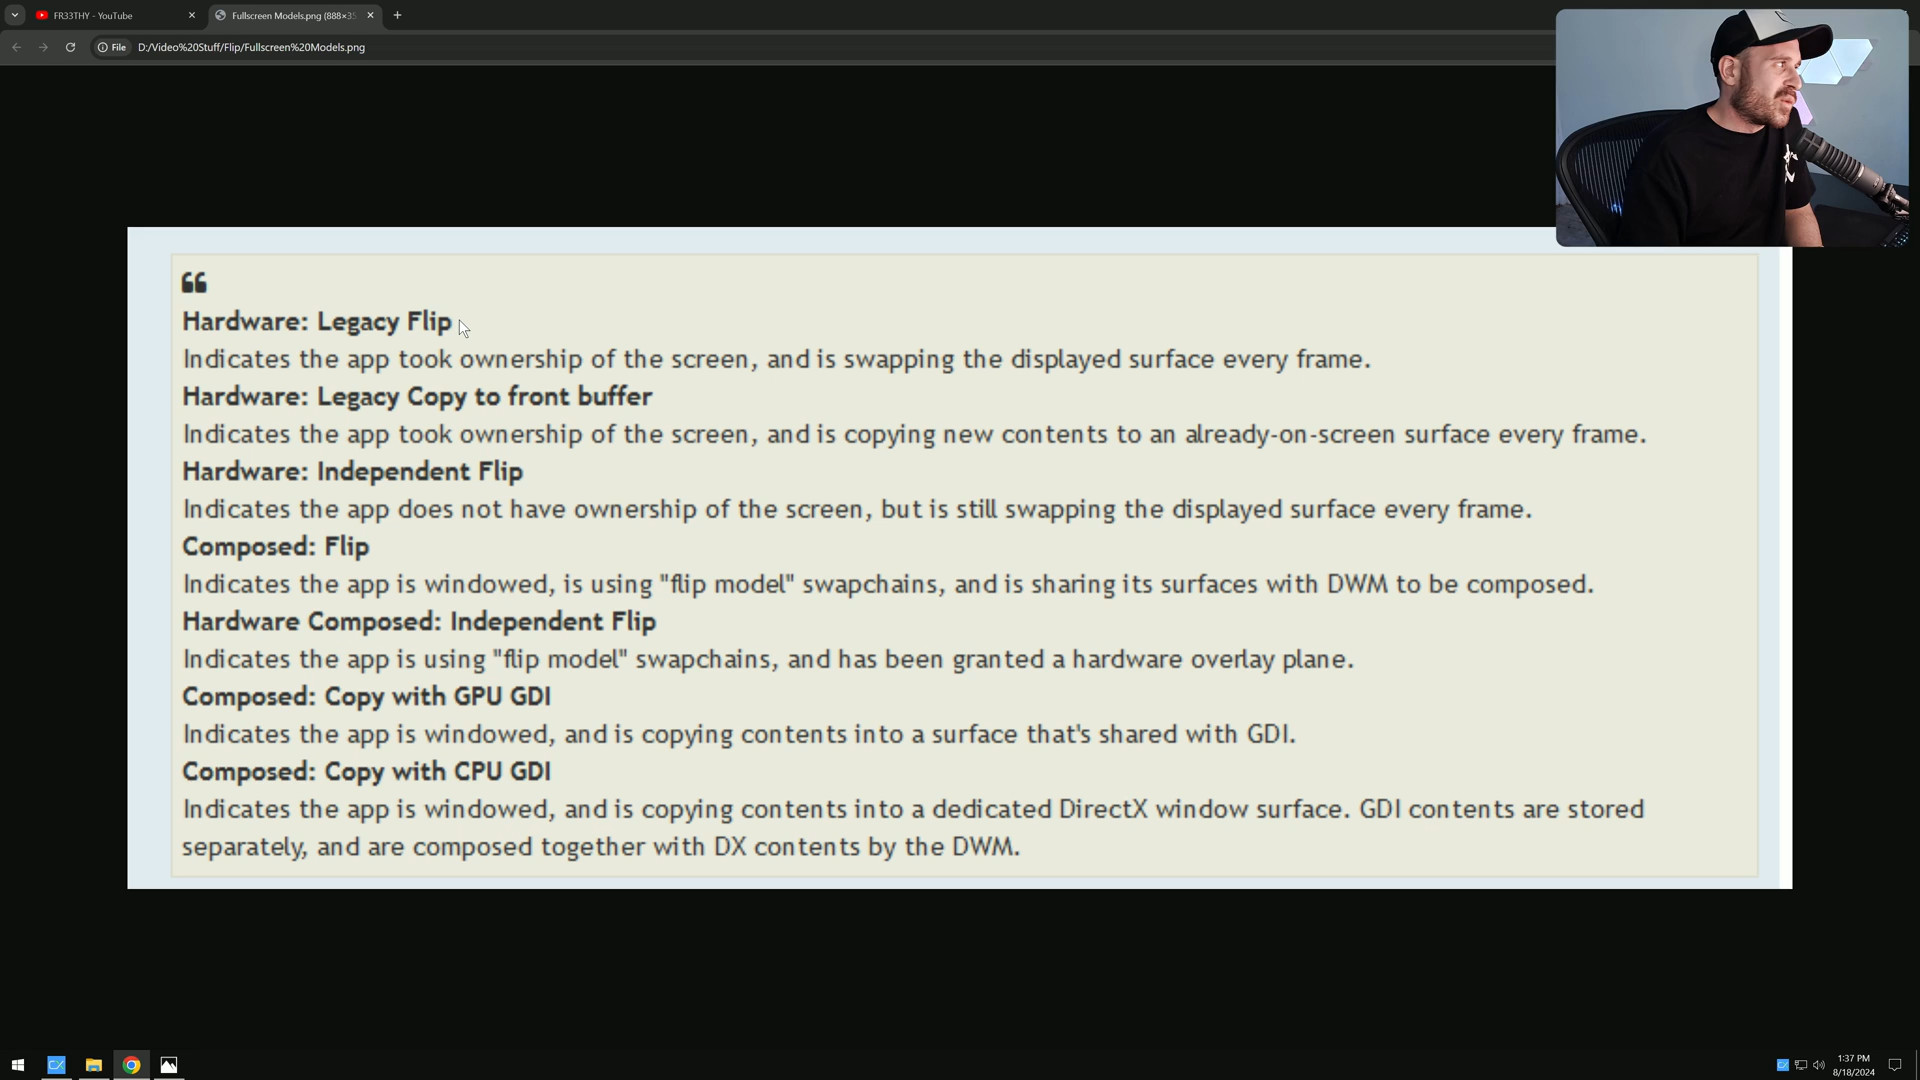 FR33THY - YouTube
Fullscreen Models.png (888×35
File
D:/Video%20Stuff/Flip/Fullscreen%20Models.png
Hardware: Legacy Flip
Indicates the app took ownership of the screen, and is swapping the displayed surface every frame.
Hardware: Legacy Copy to front buffer
Indicates the app took ownership of the screen, and is copying new contents to an already-on-screen surface every frame.
Hardware: Independent Flip
Indicates the app does not have ownership of the screen, but is still swapping the displayed surface every frame.
Composed: Flip
Indicates the app is windowed, is using "flip model" swapchains, and is sharing its surfaces with DWM to be composed.
Hardware Composed: Independent Flip
Indicates the app is using "flip model" swapchains, and has been granted a hardware overlay plane.
Composed: Copy with GPU GDI
Indicates the app is windowed, and is copying contents into a surface that's shared with GDI.
Composed: Copy with CPU GDI
Indicates the app is windowed, and is copying contents into a dedicated DirectX window surface. GDI contents are stored
separately, and are composed together with DX contents by the DWM.
1:37 PM
8/18/2024